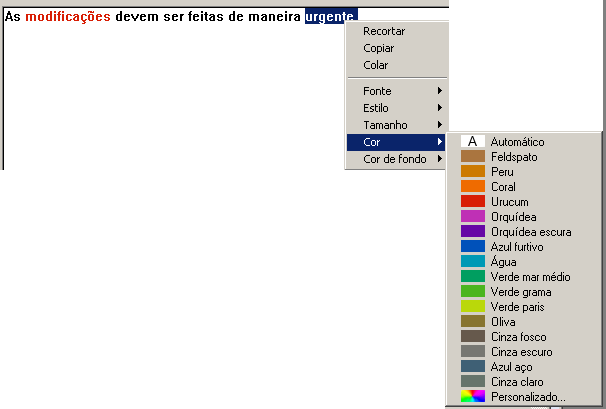 As modificações devem ser feitas de maneira urgente.
Recortar
Copiar
Colar
Fonte
Estilo
Tamanho
Cor
Cor de fondo
A Automático
Feldspato
Peru
Coral
Urucum
Orquídea
Orquídea escura
Azul furtivo
Água
Verde mar médio
Verde grama
Verde paris
Oliva
Cinza fosco
Cinza escuro
Azul aço
Cinza claro
Personalizado...